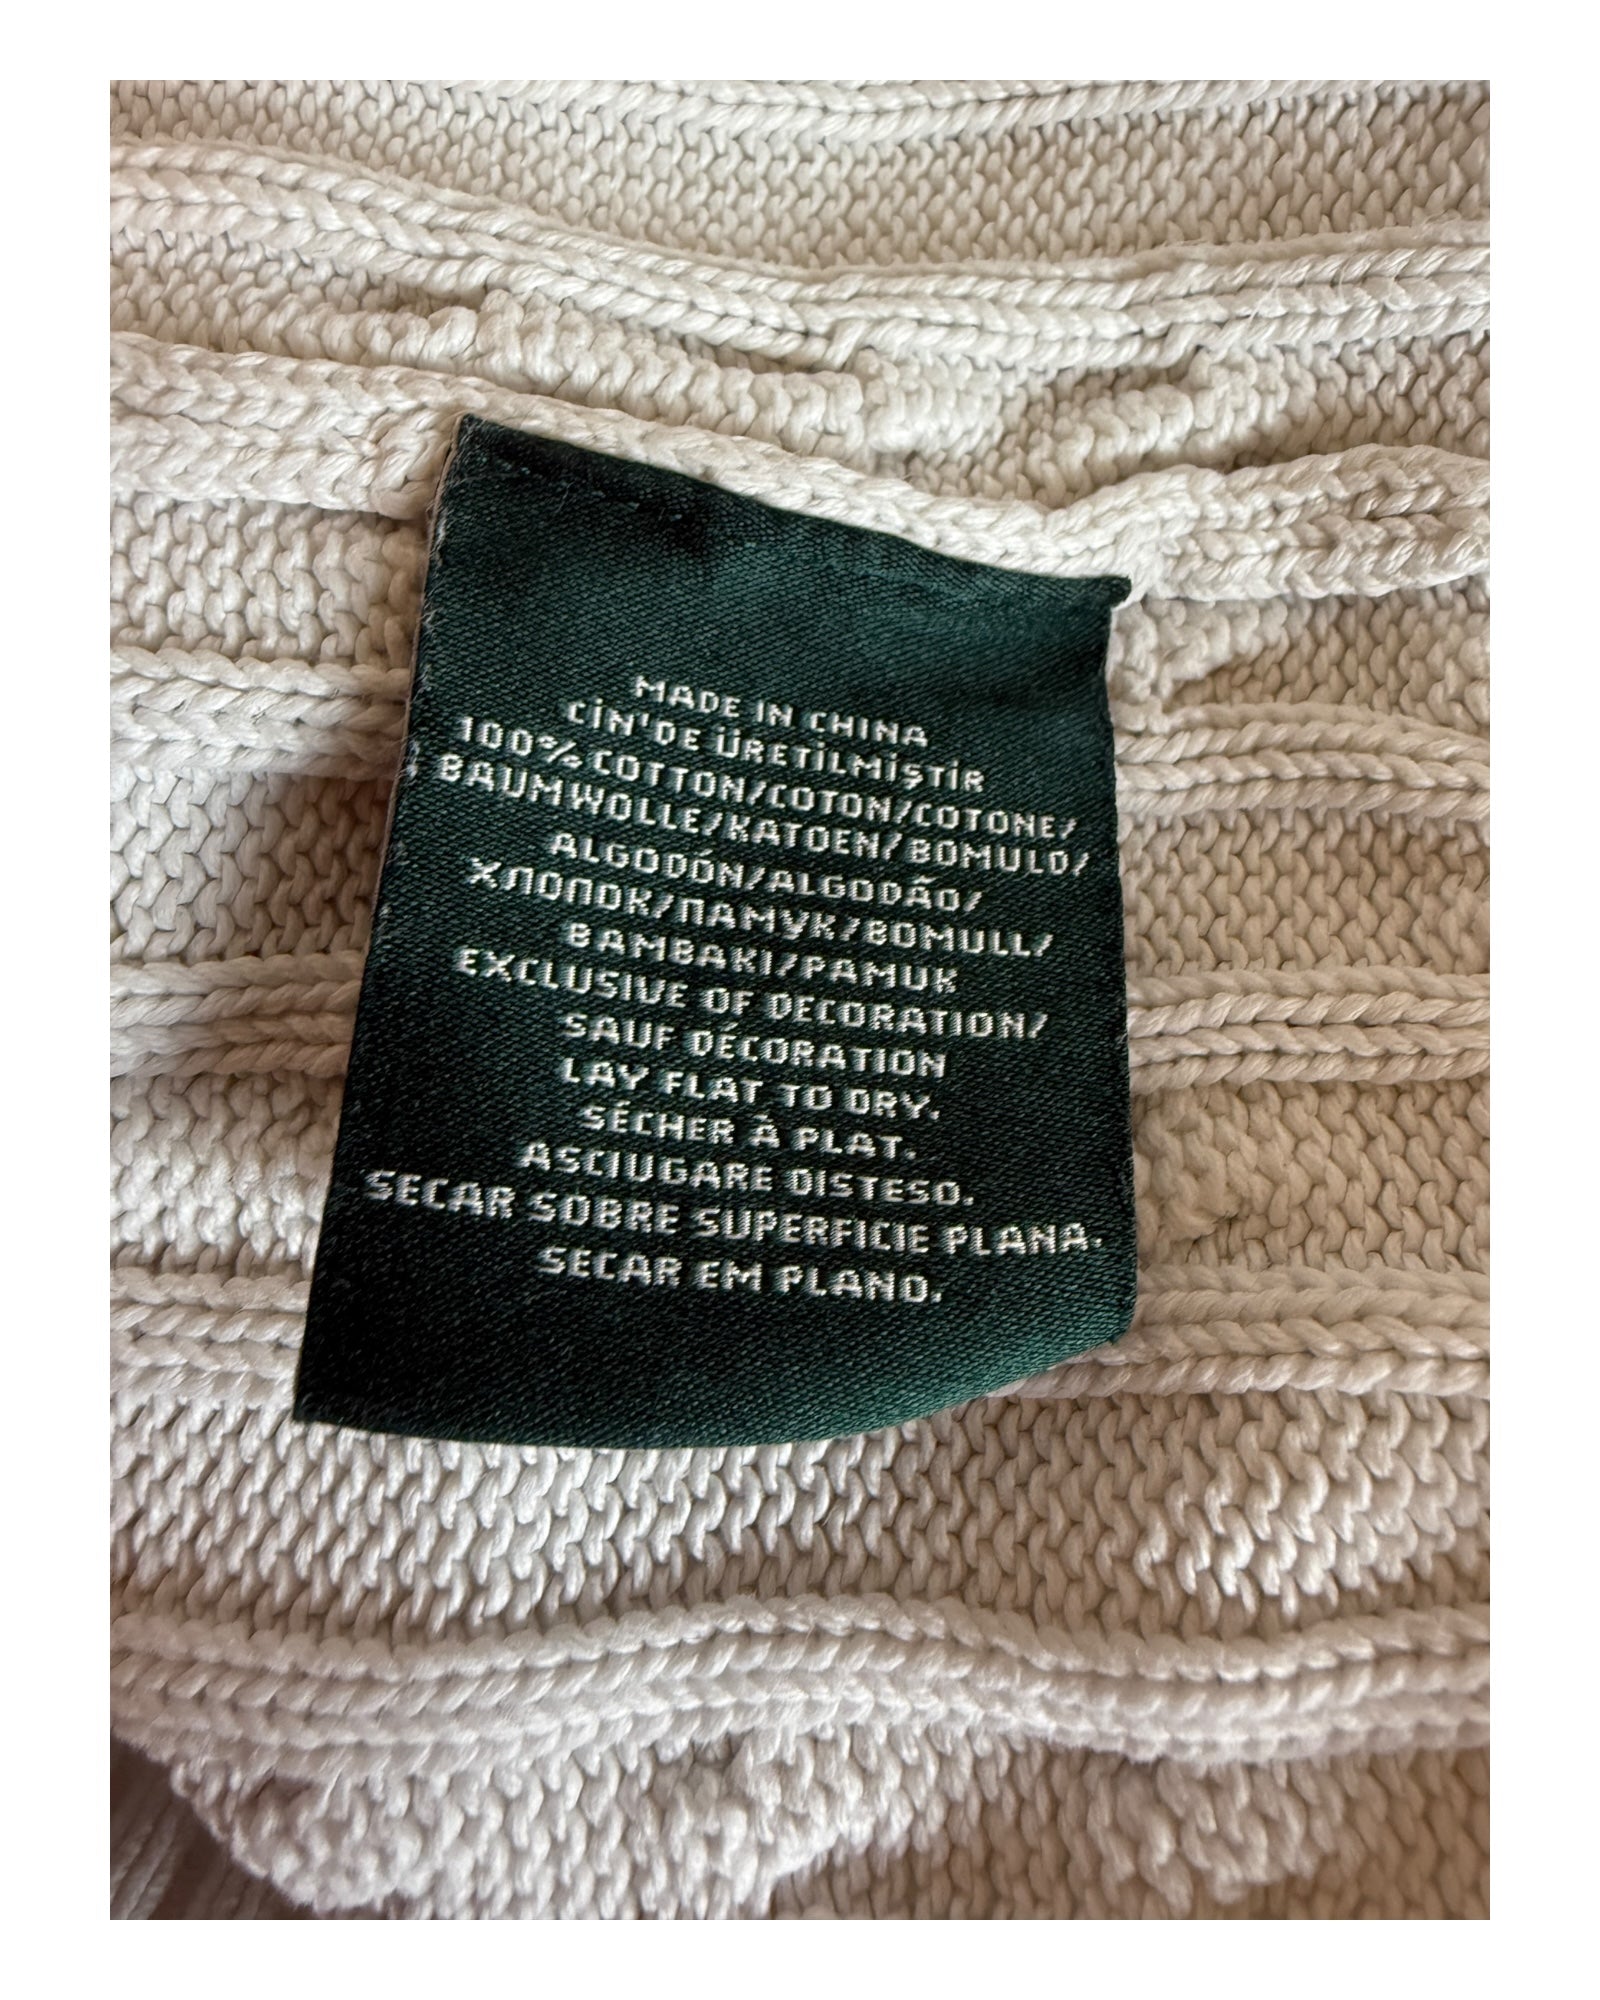 MADE IN CHINA
ÇİN'DE ÜRETİLMİŞTİR
100% COTTON/COTON/COTONE/
BAUMWOLLE/KATOEN/BOMULD/
ALGODÓN/ALGODÃO/
ХЛОПОК/ПАМУК/BOMULL/
BAMBAKI/PAMUK
EXCLUSIVE OF DECORATION/
SAUF DÉCORATION
LAY FLAT TO DRY.
SÉCHER À PLAT.
ASCIUGARE DISTESO.
SECAR SOBRE SUPERFICIE PLANA.
SECAR EM PLANO.